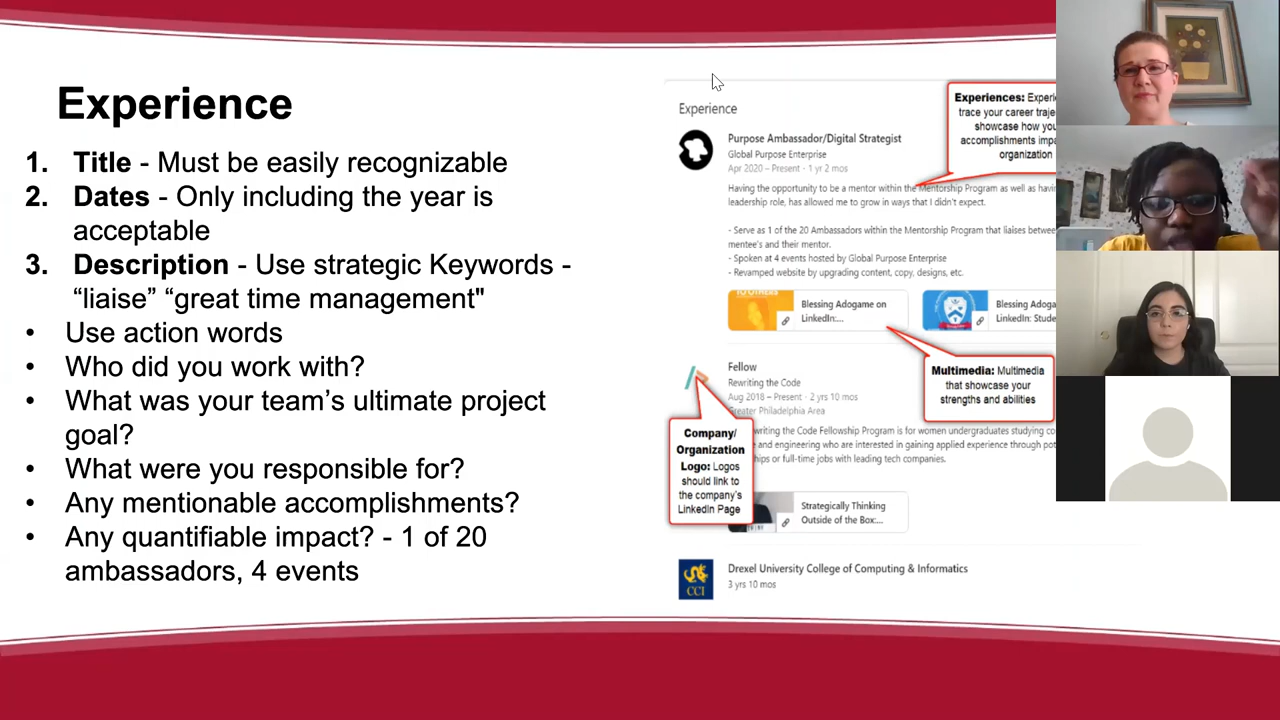 Experience
1. Title - Must be easily recognizable
2. Dates - Only including the year is
acceptable
3. Description - Use strategic Keywords -
“liaise” “great time management"
• Use action words
• Who did you work with?
• What was your team’s ultimate project
goal?
• What were you responsible for?
• Any mentionable accomplishments?
• Any quantifiable impact? - 1 of 20
ambassadors, 4 events
Experience
Purpose Ambassador/Digital Strategist
Global Purpose Enterprise
Apr 2020 – Present · 1 yr 2 mos
Having the opportunity to be a mentor within the Mentorship Program as well as
leadership role, has allowed me to grow in ways that I didn't expect.
- Serve as 1 of the 20 Ambassadors within the Mentorship Program that liaises
mentee's and their mentor.
- Spoken at 4 events hosted by Global Purpose Enterprise
- Revamped website by upgrading content, copy, designs, etc.
Blessing Adogame on
LinkedIn:...
Blessing
LinkedIn:
Experiences:
trace your career
showcase how
accomplishments
organization
Multimedia: Multimedia
that showcase your
strengths and abilities
Fellow
Rewriting the Code
Aug 2018 – Present · 2 yrs 10 mos
Greater Philadelphia Area
writing the Code Fellowship Program is for women undergraduates studying
and engineering who are interested in gaining applied experience through
or full-time jobs with leading tech companies.
Company/
Organization
Logo: Logos
should link to
the company's
LinkedIn Page
Strategically Thinking
Outside of the Box:...
CCI
Drexel University College of Computing & Informatics
3 yrs 10 mos